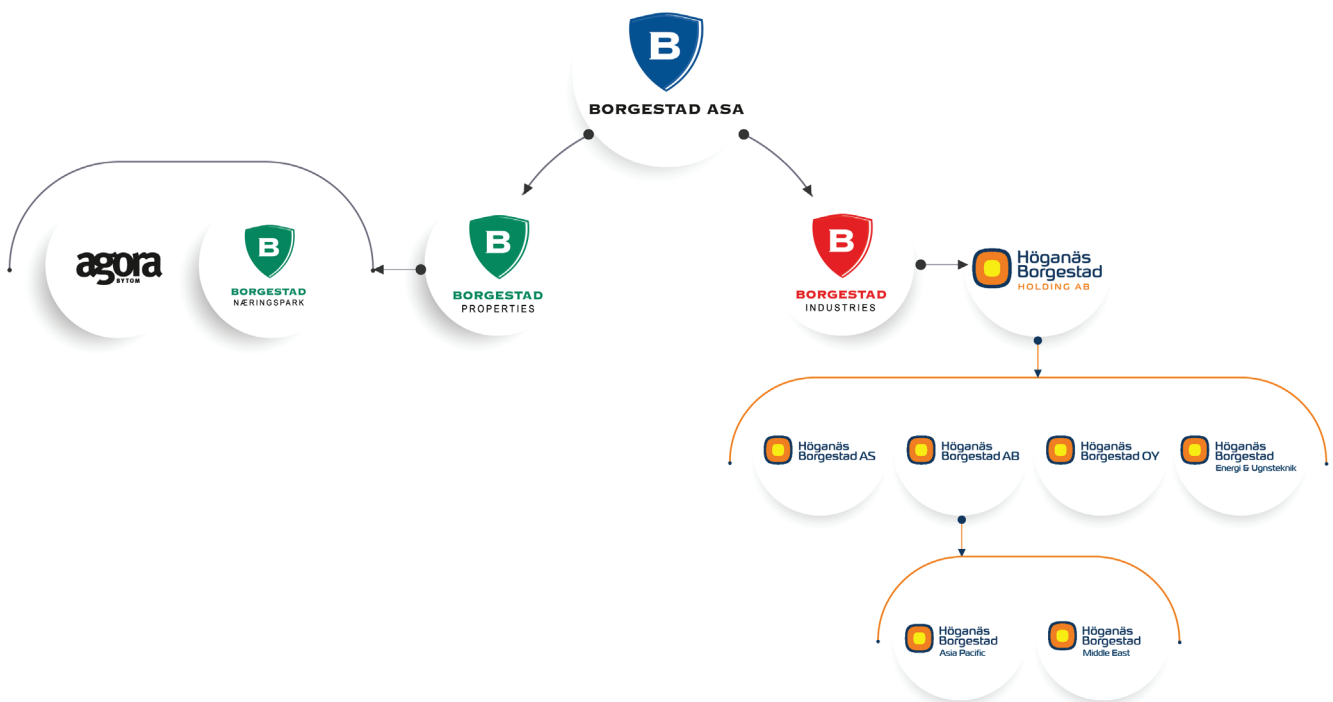 B
BORGESTAD ASA
agora
BYTOM
B
BORGESTAD
NÆRINGSPARK
B
BORGESTAD
PROPERTIES
B
BORGESTAD
INDUSTRIES
Höganäs
Borgestad
HOLDING AB
Höganäs
Borgestad AS
Höganäs
Borgestad AB
Höganäs
Borgestad OY
Höganäs
Borgestad
Energi & Ugnsteknik
Höganäs
Borgestad
Asia Pacific
Höganäs
Borgestad
Middle East